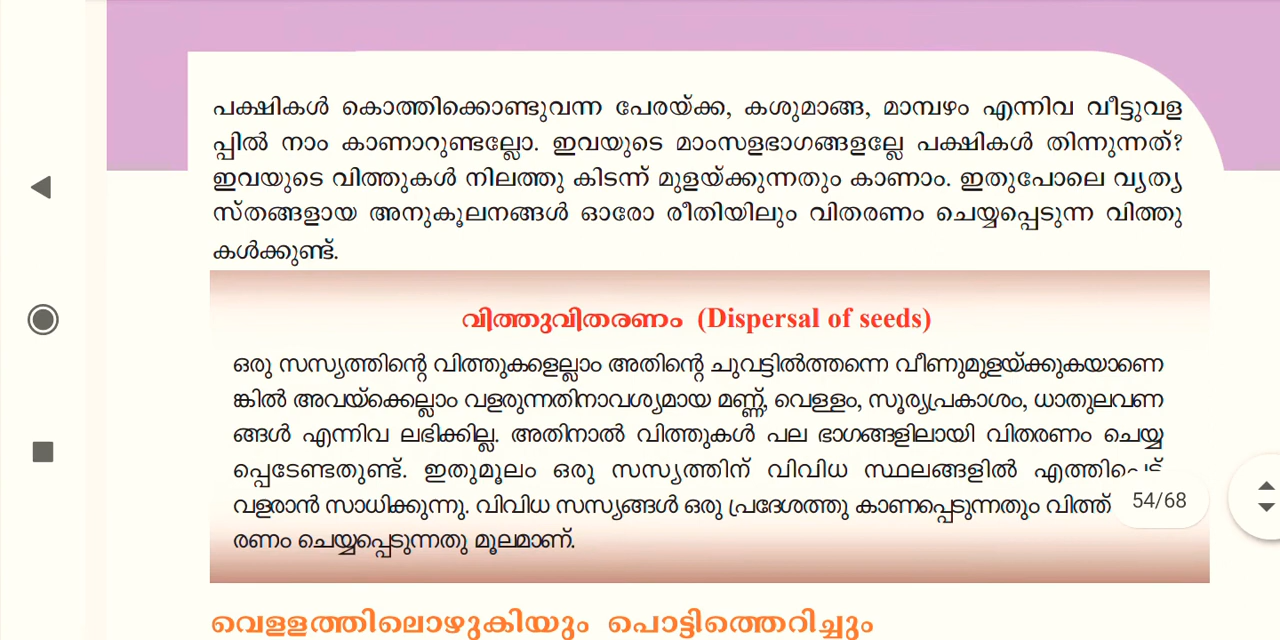 പക്ഷികൾ കൊത്തിക്കൊണ്ടുവന്ന പേരയ്ക്ക, കശുമാങ്ങ, മാമ്പഴം എന്നിവ വീട്ടുവള
പ്പിൽ നാം കാണാറുണ്ടല്ലോ. ഇവയുടെ മാംസളഭാഗങ്ങളല്ലേ പക്ഷികൾ തിന്നുന്നത്?
ഇവയുടെ വിത്തുകൾ നിലത്തു കിടന്ന് മുളയ്ക്കുന്നതും കാണാം. ഇതുപോലെ വ്യത്യ
സ്തങ്ങളായ അനുകൂലനങ്ങൾ ഓരോ രീതിയിലും വിതരണം ചെയ്യപ്പെടുന്ന വിത്തു
കൾക്കുണ്ട്.
വിത്തുവിതരണം (Dispersal of seeds)
ഒരു സസ്യത്തിന്റെ വിത്തുകളെല്ലാം അതിന്റെ ചുവട്ടിൽത്തന്നെ വീണുമുളയ്ക്കുകയാണെ
ങ്കിൽ അവയ്ക്കെല്ലാം വളരുന്നതിനാവശ്യമായ മണ്ണ്, വെള്ളം, സൂര്യപ്രകാശം, ധാതുലവണ
ങ്ങൾ എന്നിവ ലഭിക്കില്ല. അതിനാൽ വിത്തുകൾ പല ഭാഗങ്ങളിലായി വിതരണം ചെയ്യ
പ്പെടേണ്ടതുണ്ട്. ഇതുമൂലം ഒരു സസ്യത്തിന് വിവിധ സ്ഥലങ്ങളിൽ
വളരാൻ സാധിക്കുന്നു. വിവിധ സസ്യങ്ങൾ ഒരു പ്രദേശത്തു കാണപ്പെടുന്നതും വിത്ത്
54/68
രണം ചെയ്യപ്പെടുന്നതു മൂലമാണ്.
വെള്ളത്തിലൊഴുകിയും പൊട്ടിത്തെറിച്ചും